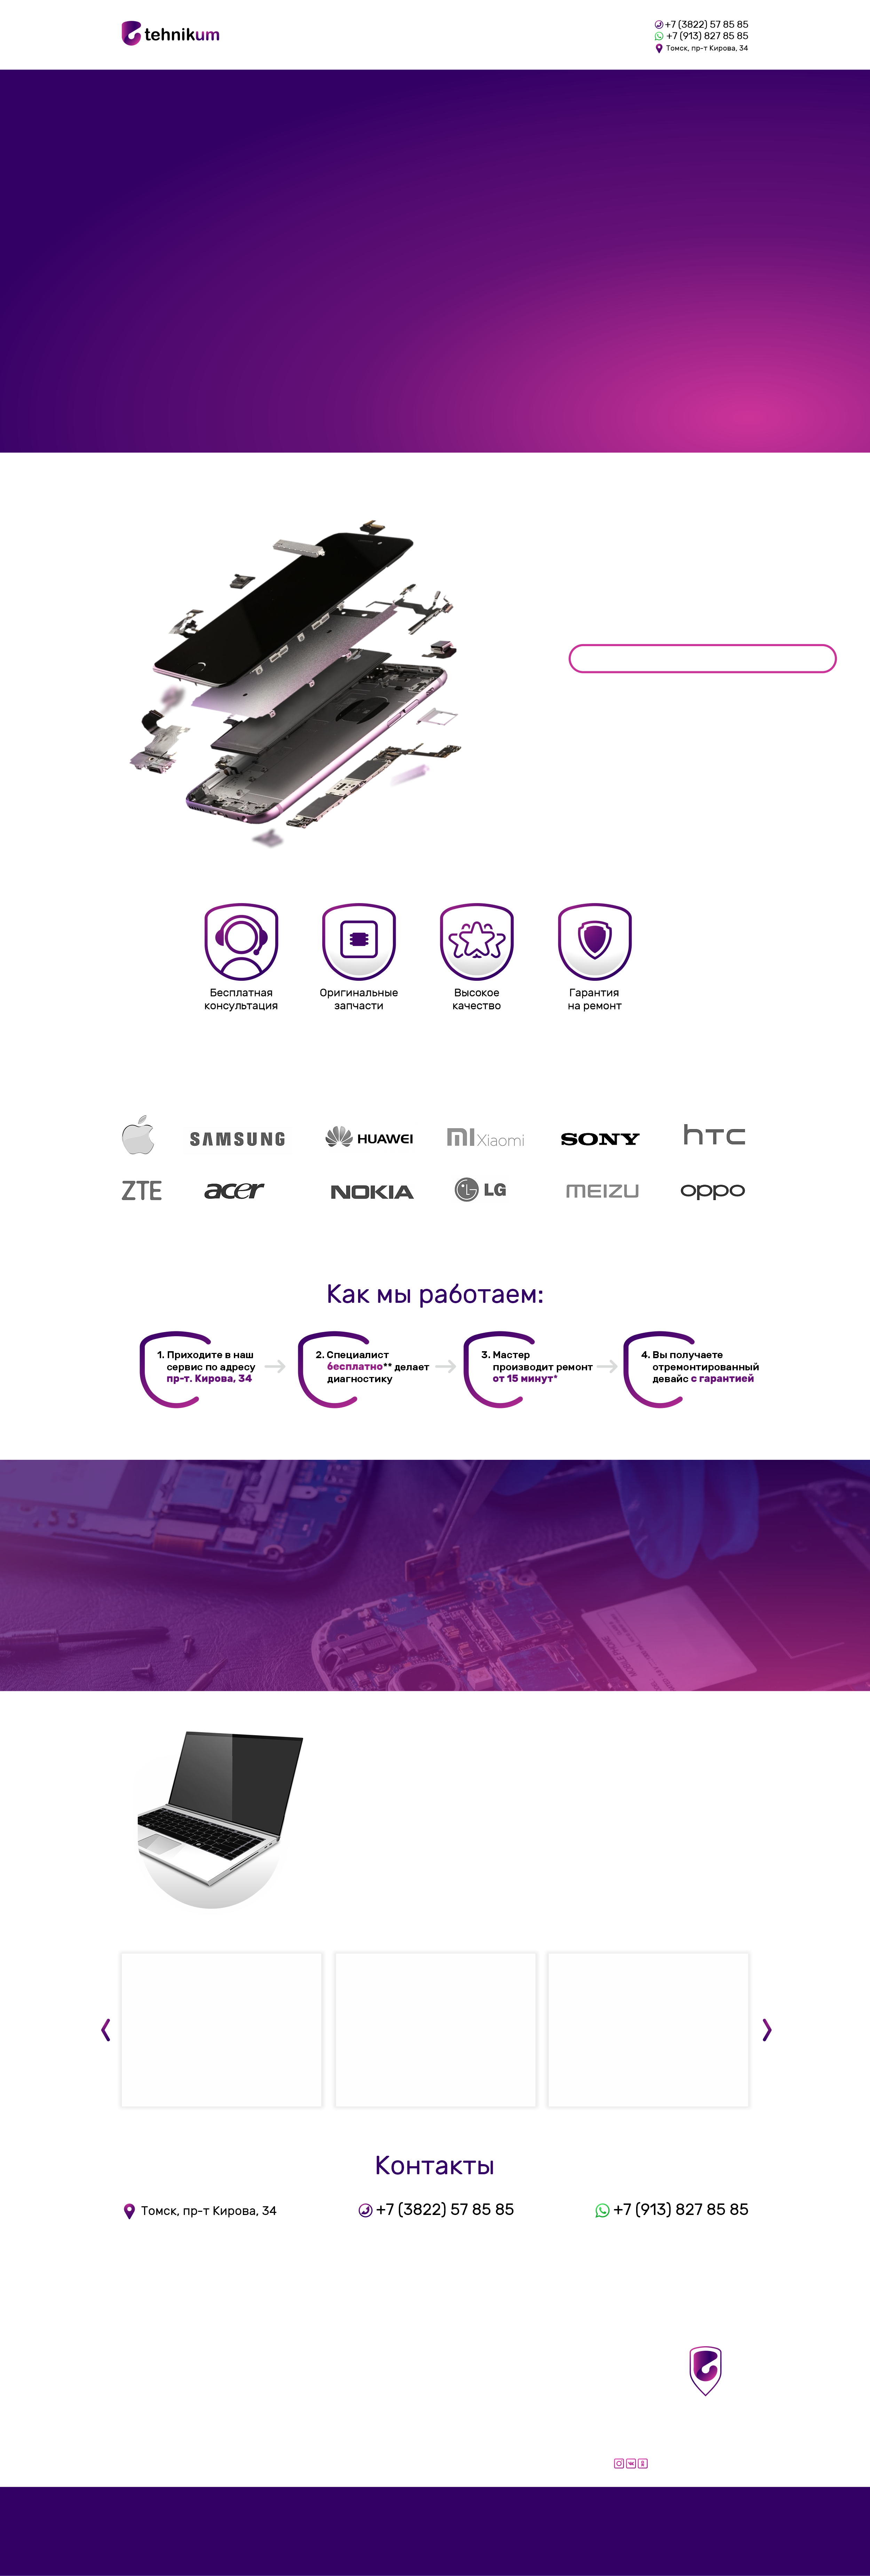 tehnikum
+7 (3822) 57 85 85
+7 (913) 827 85 85
Томск, пр-т Кирова, 34
Бесплатная
консультация
Оригинальные
запчасти
Высокое
качество
Гарантия
на ремонт
SAMSUNG
HUAWEI
mi Xiaomi
SONY
hTC
ZTE
acer
NOKIA
LG
MEIZU
oppo
Как мы работаем:
1. Приходите в наш
сервис по адресу
пр-т. Кирова, 34
2. Специалист
бесплатно** делает
диагностику
3. Мастер
производит ремонт
от 15 минут*
4. Вы получаете
отремонтированный
девайс с гарантией
Контакты
Томск, пр-т Кирова, 34
+7 (3822) 57 85 85
+7 (913) 827 85 85